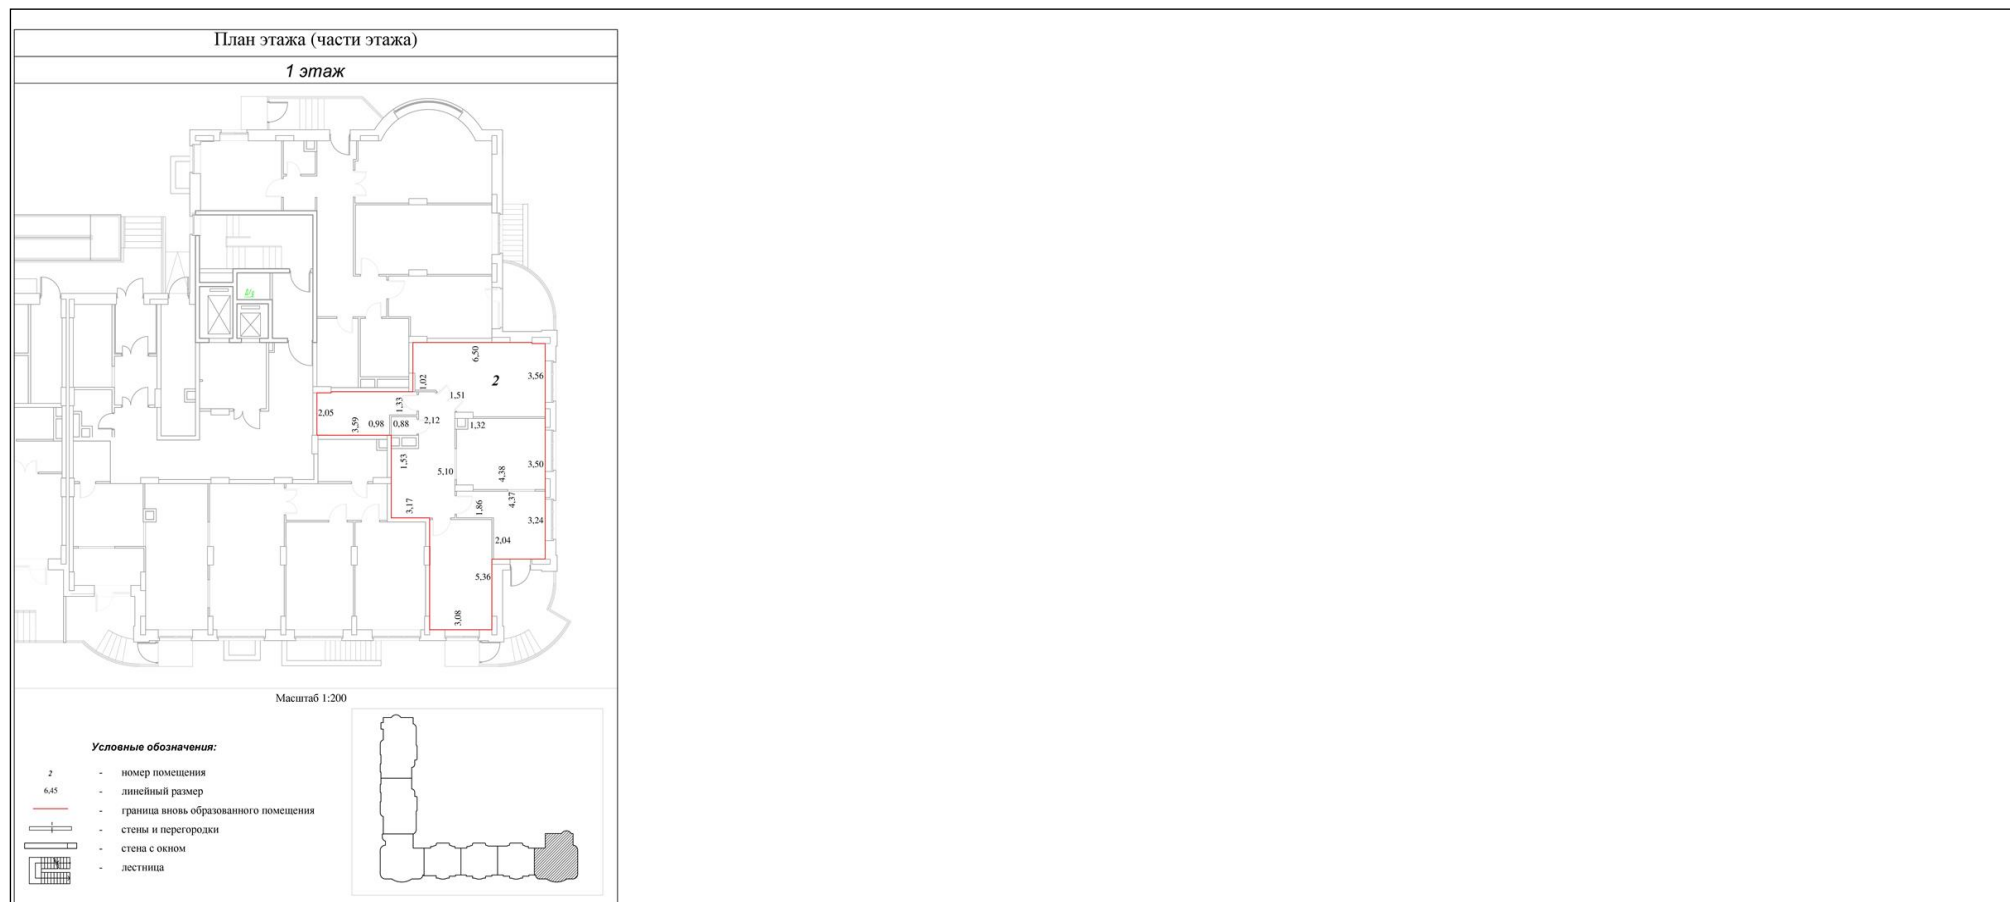 План этажа (части этажа)
1 этаж
6,50
3,56
2
1,02
1,51
1,33
2,05
3,59
0,98
0,88
2,12
1,32
1,53
5,10
4,38
3,50
3,17
1,86
4,37
3,24
2,04
5,36
3,08
Масштаб 1:200
Условные обозначения:
2 - номер помещения
6,45 - линейный размер
- граница вновь образованного помещения
- стены и перегородки
- стена с окном
- лестница